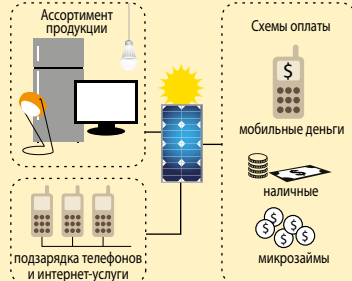 Ассортимент
продукции
Схемы оплаты
$
мобильные деньги
наличные
$ $ $ $ $
микрозаймы
подзарядка телефонов
и интернет-услуги